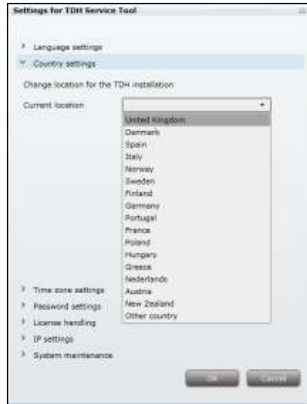 Settings for TDH Service Tool
Language settings
Country settings
Change location for the TDH installation
Current location
United Kingdom
Denmark
Spain
Italy
Norway
Sweden
Finland
Germany
Portugal
France
Poland
Hungary
Greece
Nederlands
Austria
New Zealand
Other country
Time zone settings
Password settings
License handling
IP settings
System maintenance
OK Cancel